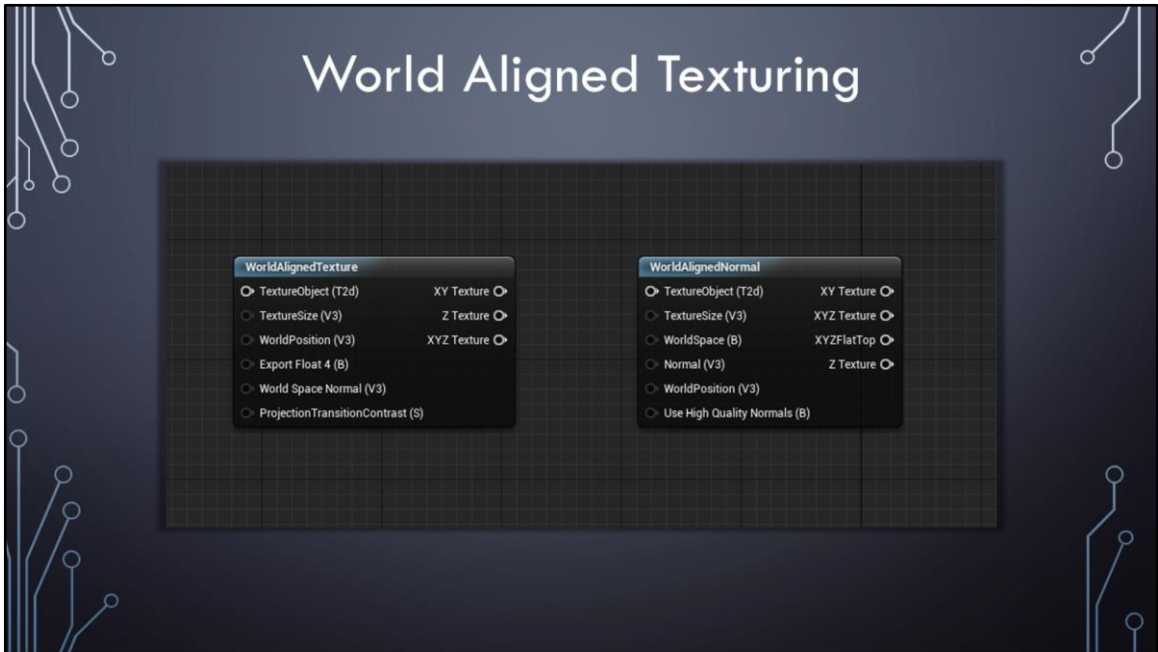 World Aligned Texturing
WorldAlignedTexture
TextureObject (T2d) XY Texture
TextureSize (V3) Z Texture
WorldPosition (V3) XYZ Texture
Export Float 4 (B)
World Space Normal (V3)
ProjectionTransitionContrast (S)
WorldAlignedNormal
TextureObject (T2d) XY Texture
TextureSize (V3) XYZ Texture
WorldSpace (B) XYZFlatTop
Normal (V3) Z Texture
WorldPosition (V3)
Use High Quality Normals (B)